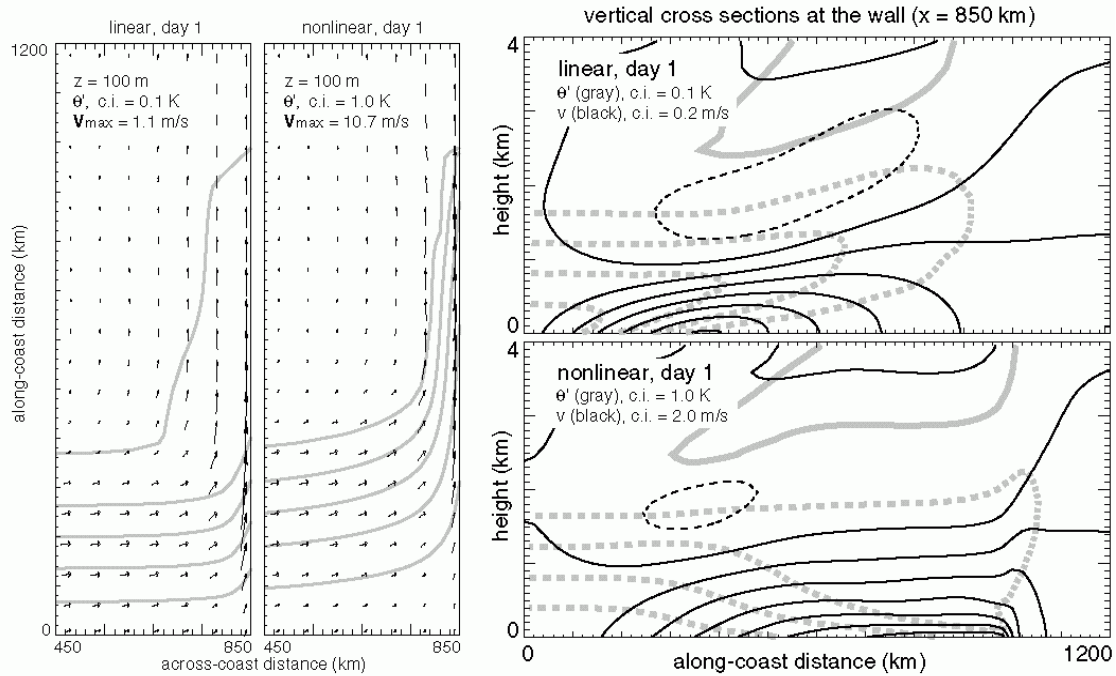 linear, day 1
nonlinear, day 1
1200
z = 100 m
θ', c.i. = 0.1 K
Vmax = 1.1 m/s
z = 100 m
θ', c.i. = 1.0 K
Vmax = 10.7 m/s
along-coast distance (km)
0
450
850
450
850
across-coast distance (km)
vertical cross sections at the wall (x = 850 km)
4
linear, day 1
θ' (gray), c.i. = 0.1 K
v (black), c.i. = 0.2 m/s
height (km)
0
4
nonlinear, day 1
θ' (gray), c.i. = 1.0 K
v (black), c.i. = 2.0 m/s
height (km)
0
0
along-coast distance (km)
1200